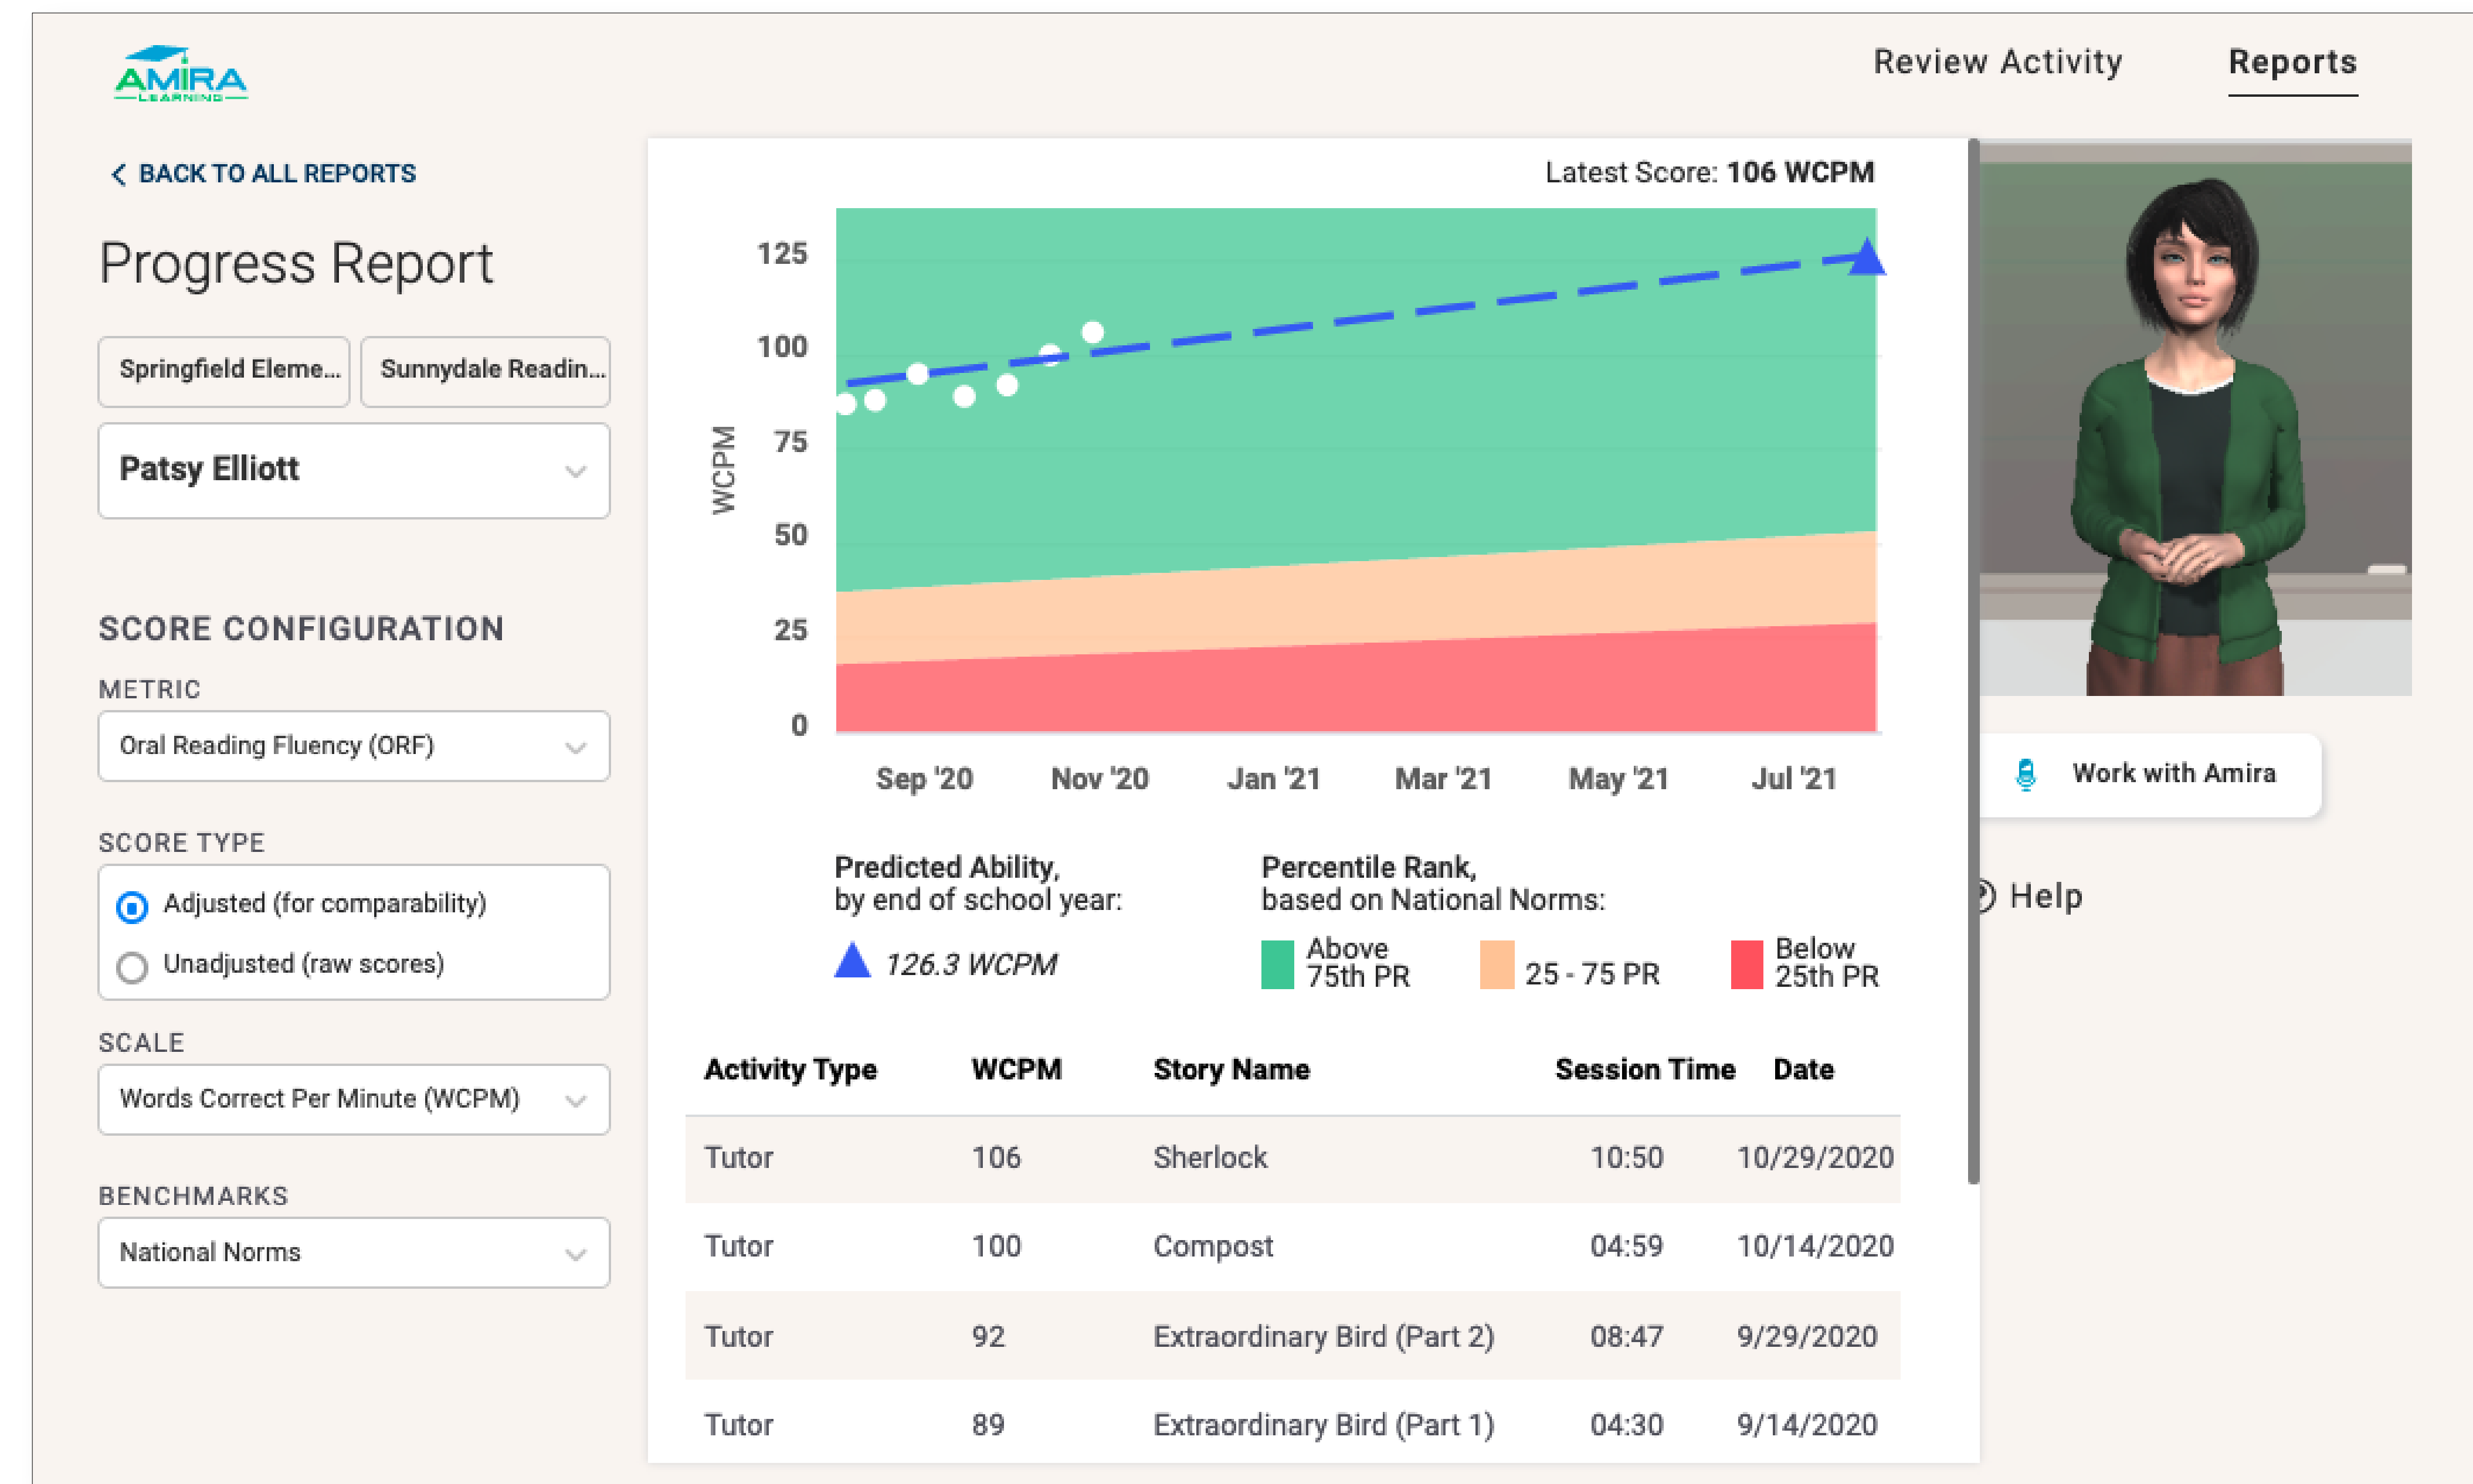 AMIRA
LEARNING
Review Activity
Reports
BACK TO ALL REPORTS
Progress Report
Springfield Eleme...
Sunnydale Readin...
Patsy Elliott
SCORE CONFIGURATION
METRIC
Oral Reading Fluency (ORF)
SCORE TYPE
Adjusted (for comparability)
Unadjusted (raw scores)
SCALE
Words Correct Per Minute (WCPM)
BENCHMARKS
National Norms
Latest Score: 106 WCPM
WCPM
125
100
75
50
25
0
Sep '20 Nov '20 Jan '21 Mar '21 May '21 Jul '21
Predicted Ability,
by end of school year:
126.3 WCPM
Percentile Rank,
based on National Norms:
Above
75th PR
25 - 75 PR
Below
25th PR
Activity Type WCPM Story Name Session Time Date
Tutor 106 Sherlock 10:50 10/29/2020
Tutor 100 Compost 04:59 10/14/2020
Tutor 92 Extraordinary Bird (Part 2) 08:47 9/29/2020
Tutor 89 Extraordinary Bird (Part 1) 04:30 9/14/2020
Work with Amira
Help